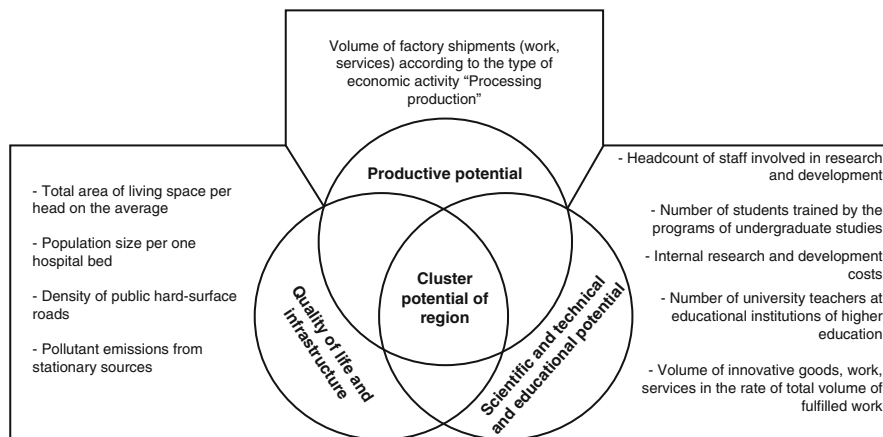 Volume of factory shipments (work,
services) according to the type of
economic activity “Processing
production”
Productive potential
- Total area of living space per
head on the average
- Population size per one
hospital bed
- Density of public hard-surface
roads
- Pollutant emissions from
stationary sources
Quality of life and
infrastructure
Cluster
potential of
region
Scientific and technical
and educational potential
- Headcount of staff involved in research
and development
- Number of students trained by the
programs of undergraduate studies
- Internal research and development
costs
- Number of university teachers at
educational institutions of higher
education
- Volume of innovative goods, work,
services in the rate of total volume of
fulfilled work